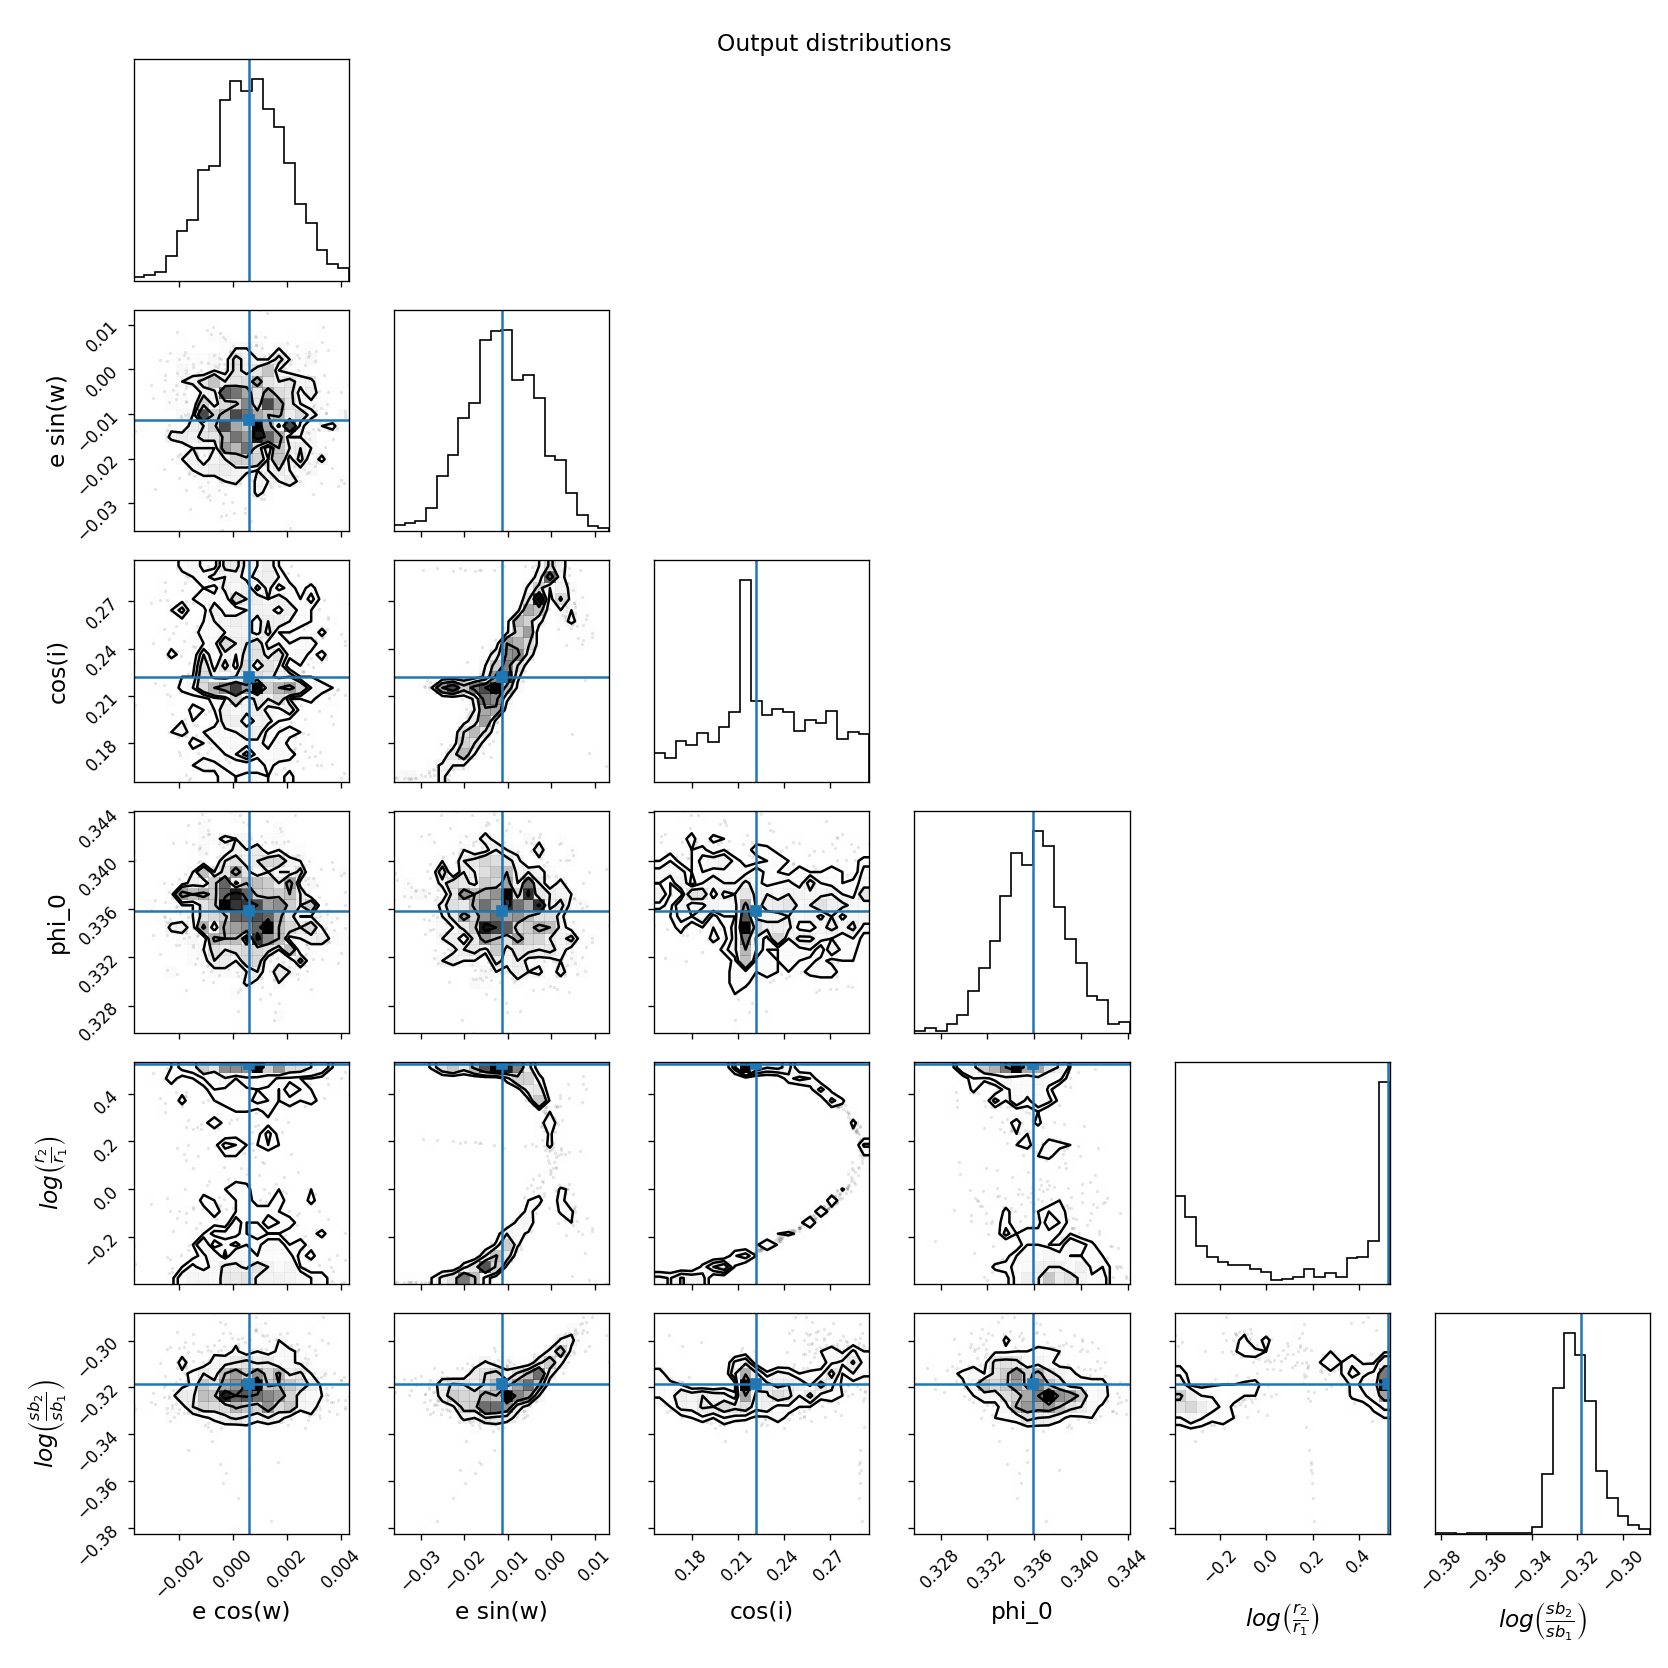 Output distributions
e sin(w)
0.01
0.00
−0.01
−0.02
−0.03
cos(i)
0.27
0.24
0.21
0.18
phi_0
0.344
0.340
0.336
0.332
0.328
log(r2/r1)
0.4
0.2
0.0
−0.2
log(sb2/sb1)
−0.30
−0.32
−0.34
−0.36
−0.38
−0.002 0.000 0.002 0.004 −0.03 −0.02 −0.01 0.00 0.01 0.18 0.21 0.24 0.27 0.328 0.332 0.336 0.340 0.344 −0.2 0.0 0.2 0.4 −0.38 −0.36 −0.34 −0.32 −0.30
e cos(w) e sin(w) cos(i) phi_0 log(r2/r1) log(sb2/sb1)